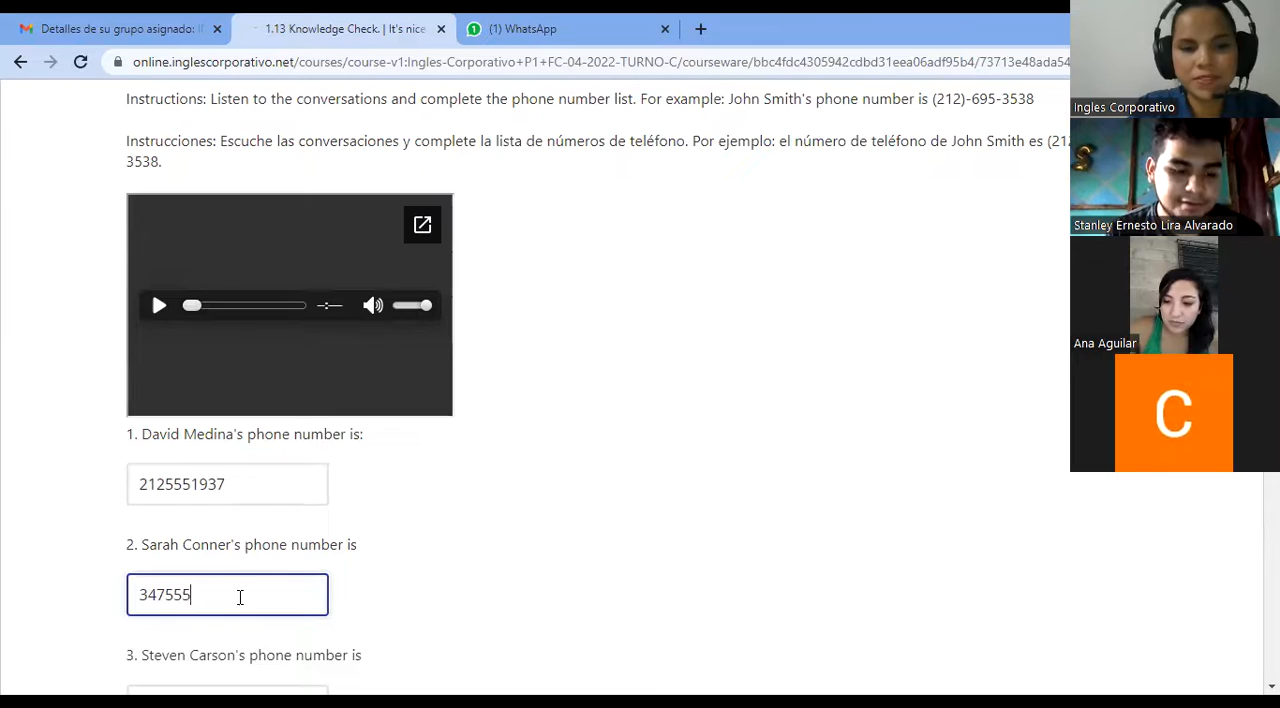 Detalles de su grupo asignado: I
1.13 Knowledge Check. | It's nice
(1) WhatsApp
online.inglescorporativo.net/courses/course-v1:Ingles-Corporativo+P1+FC-04-2022-TURNO-C/courseware/bbc4fdc4305942cdbd31eea06adf95b4/73713e48ada54
Instructions: Listen to the conversations and complete the phone number list. For example: John Smith's phone number is (212)-695-3538
Instrucciones: Escuche las conversaciones y complete la lista de números de teléfono. Por ejemplo: el número de teléfono de John Smith es (212
3538.
1. David Medina's phone number is:
2125551937
2. Sarah Conner's phone number is
347555
3. Steven Carson's phone number is
Ingles Corporativo
Stanley Ernesto Lira Alvarado
Ana Aguilar
C